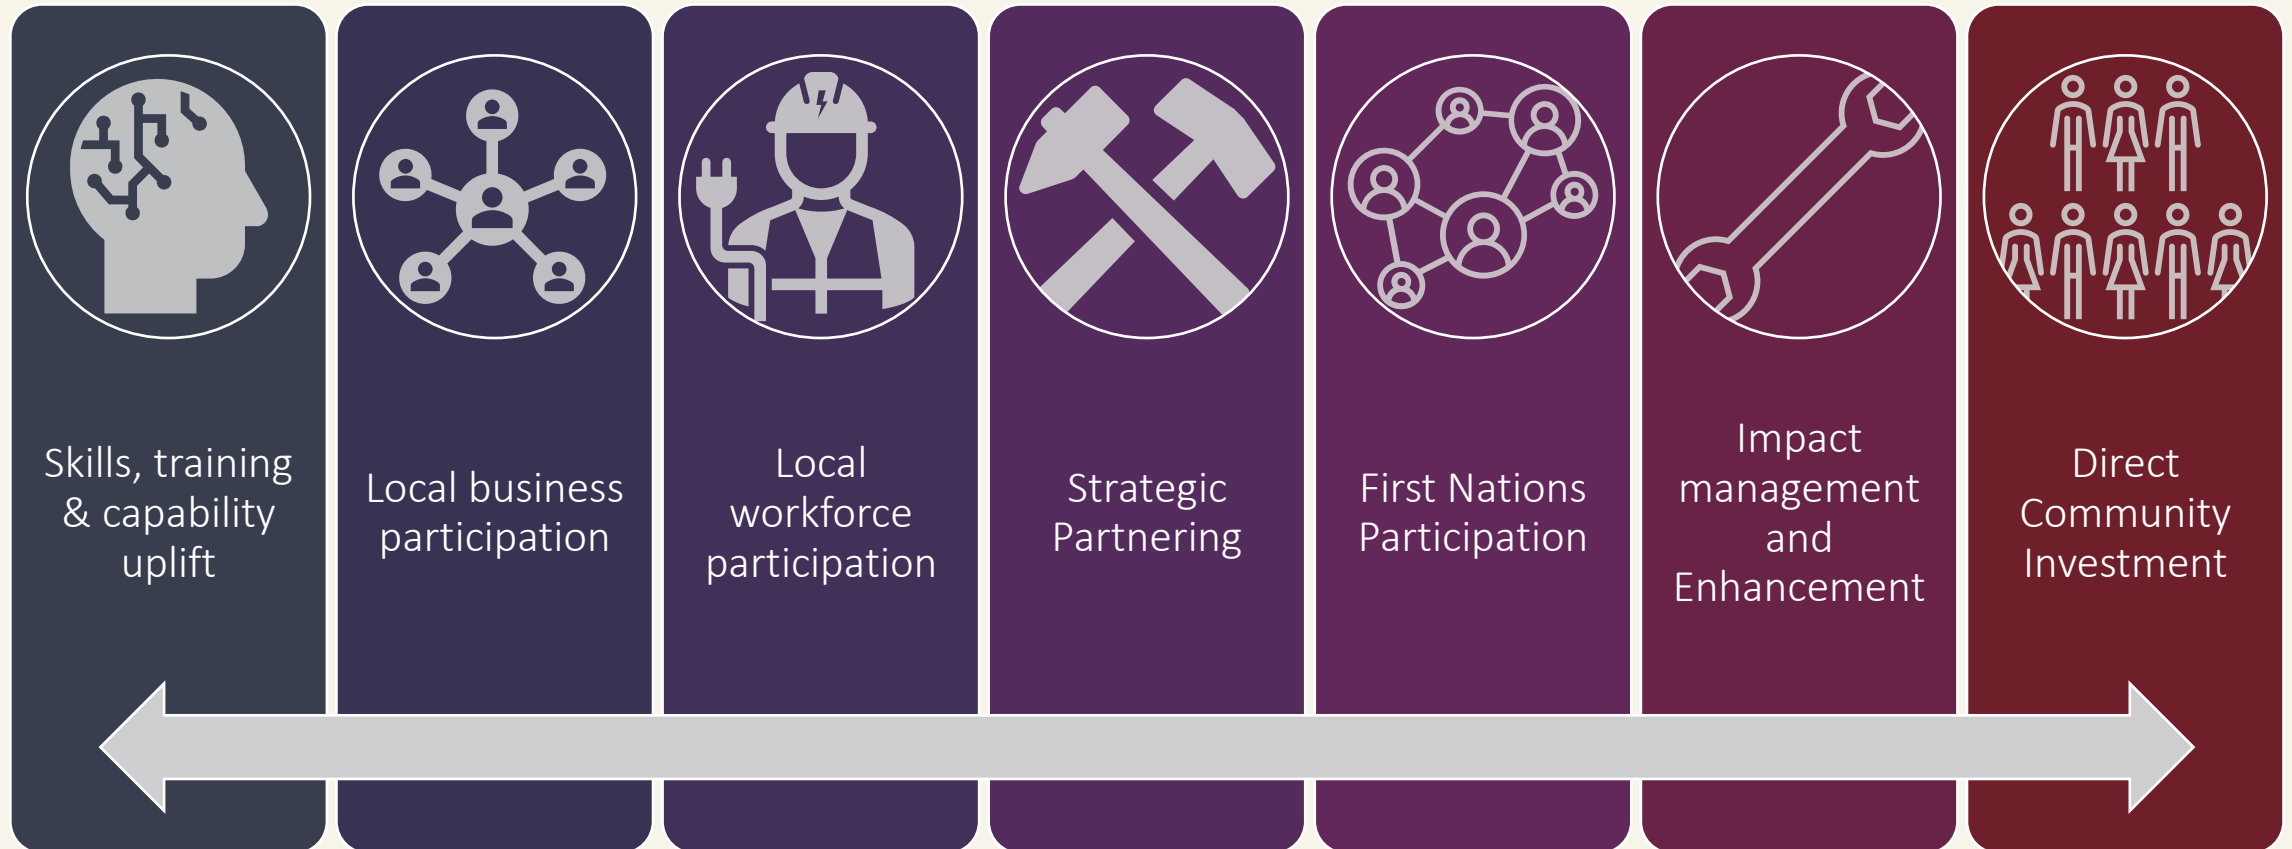 Skills, training
& capability
uplift
Local business
participation
Local
workforce
participation
Strategic
Partnering
First Nations
Participation
Impact
management
and
Enhancement
Direct
Community
Investment